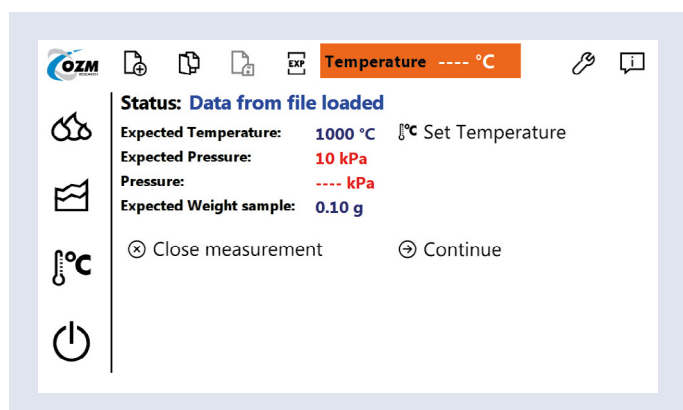 OZM
RESEARCH
EXP
Temperature ---- °C
Status: Data from file loaded
Expected Temperature: 1000 °C
°C Set Temperature
Expected Pressure: 10 kPa
Pressure: ---- kPa
Expected Weight sample: 0.10 g
Close measurement
Continue
°C